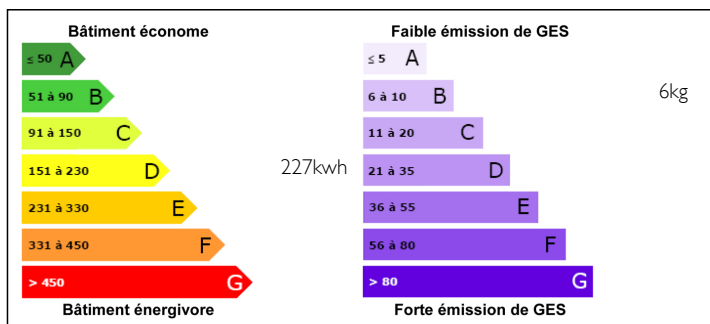 Bâtiment économe
≤ 50 A
51 à 90 B
91 à 150 C
151 à 230 D
231 à 330 E
331 à 450 F
> 450 G
Bâtiment énergivore
227kwh
Faible émission de GES
≤ 5 A
6 à 10 B
11 à 20 C
21 à 35 D
36 à 55 E
56 à 80 F
> 80 G
Forte émission de GES
6kg